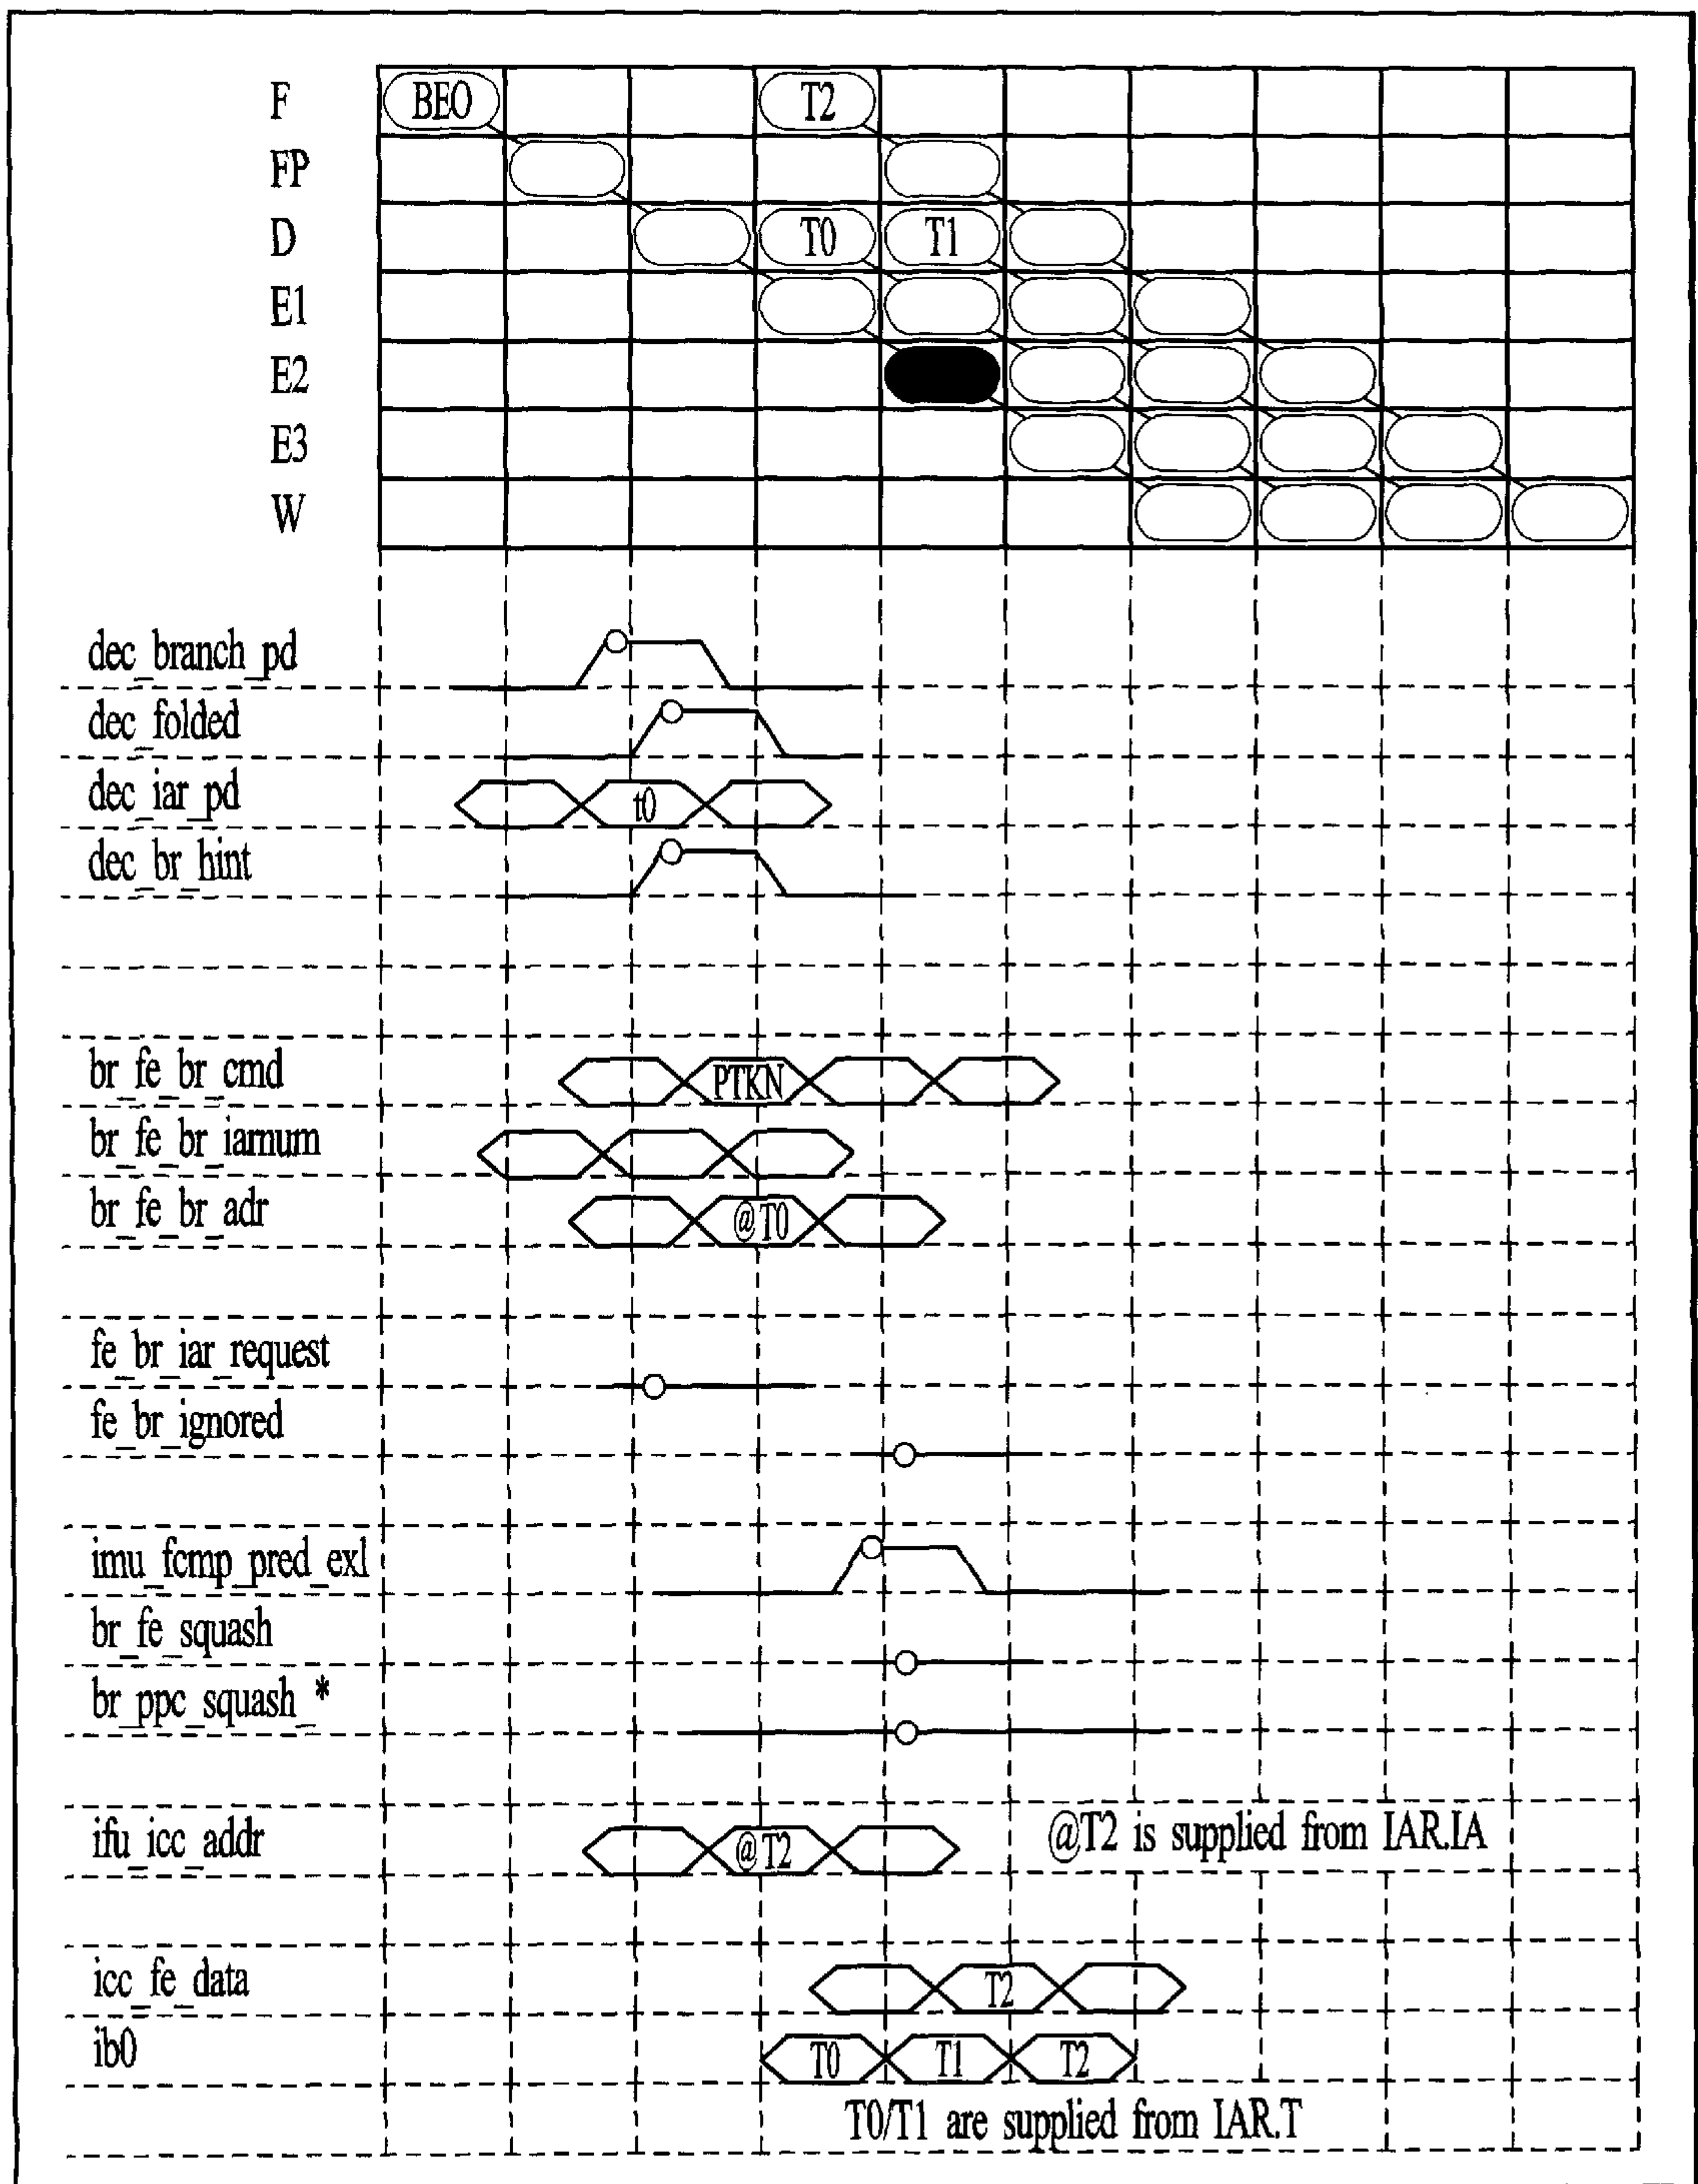 F BEO T2
FP
D T0 T1
E1
E2
E3
W
dec_branch_pd
dec_folded
dec_iar_pd t0
dec_br_hint
br_fe_br_cmd PTKN
br_fe_br_iarnum
br_fe_br_adr @T0
fe_br_iar_request
fe_br_ignored
imu_fcmp_pred_exl
br_fe_squash
br_ppc_squash_*
ifu_icc_addr @T2 @T2 is supplied from IAR.IA
icc_fe_data T2
ib0 T0 T1 T2
T0/T1 are supplied from IAR.T